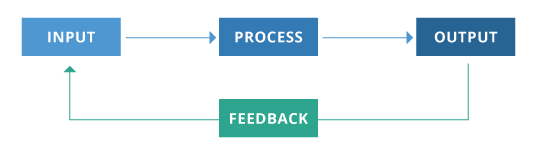 INPUT
PROCESS
OUTPUT
FEEDBACK